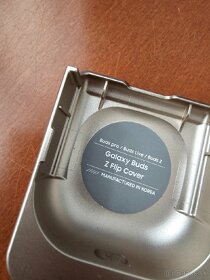 Buds pro / Buds Live / Buds 2
Galaxy Buds
Z Flip Cover
MANUFACTURED IN KOREA